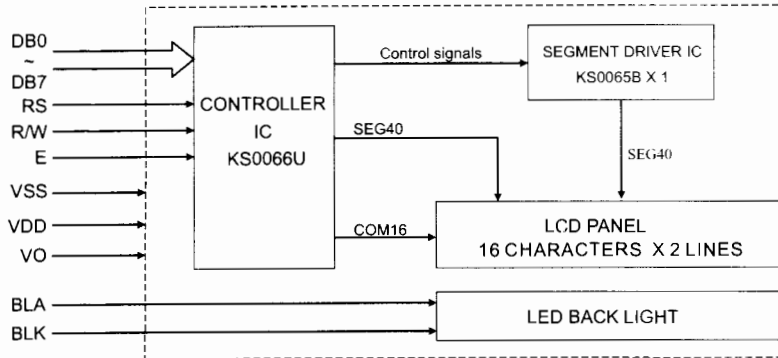 DB0
~
DB7
RS
R/W
E
VSS
VDD
VO
BLA
BLK
CONTROLLER
IC
KS0066U
Control signals
SEG40
COM16
SEGMENT DRIVER IC
KS0065B X 1
SEG40
LCD PANEL
16 CHARACTERS X 2 LINES
LED BACK LIGHT